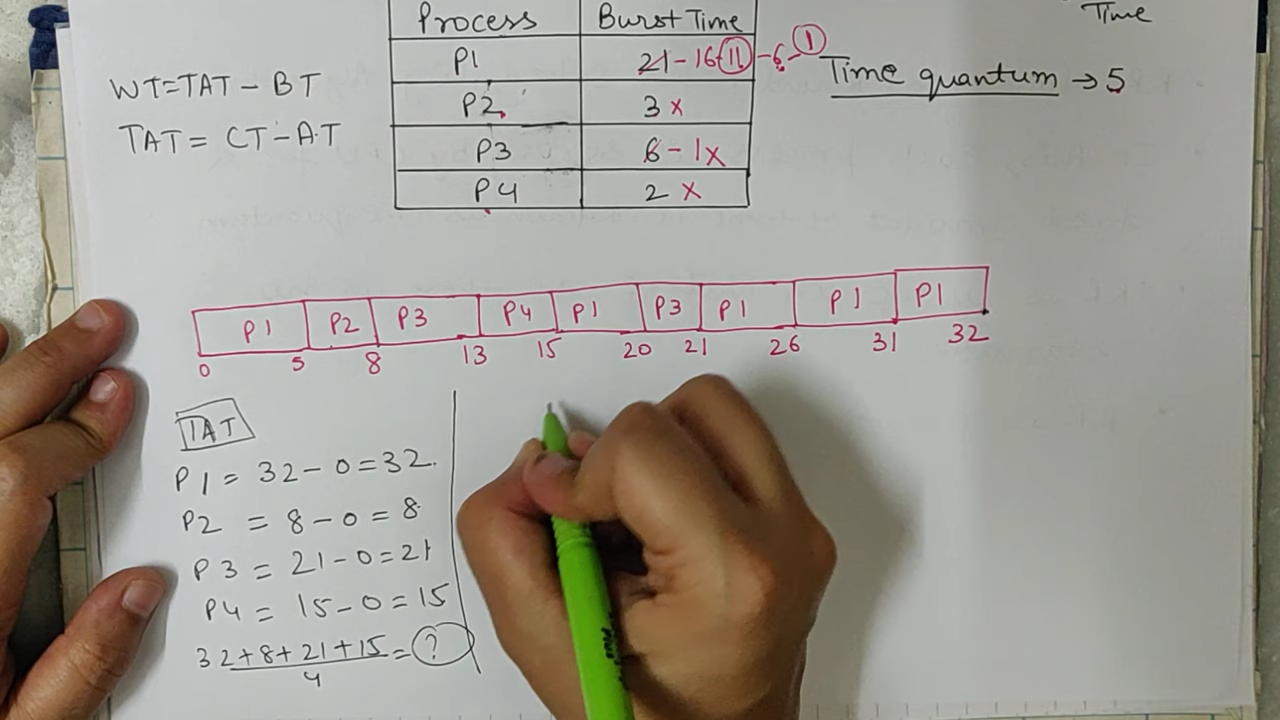 Time
Process Burst Time
P1 21-16-11-6-1
P2 3 x
P3 6-1x
P4 2 x
WT=TAT-BT
TAT= CT-A.T
Time quantum → 5
P1 P2 P3 P4 P1 P3 P1 P1 P1
0 5 8 13 15 20 21 26 31 32
TAT
P1 = 32-0=32.
P2 = 8-0=8
P3 = 21-0=21
P4 = 15-0=15
32+8+21+15/4=?